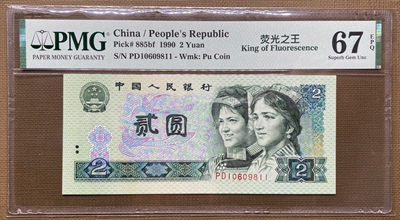 PMG
PAPER MONEY GUARANTY
China / People's Republic
Pick# 885bf 1990 2 Yuan
S/N PD10609811 - Wmk: Pu Coin
荧光之王
King of Fluorescence
67 EPQ
Superb Gem Unc
中国人民银行
2
贰圆
PD10609811
2
2